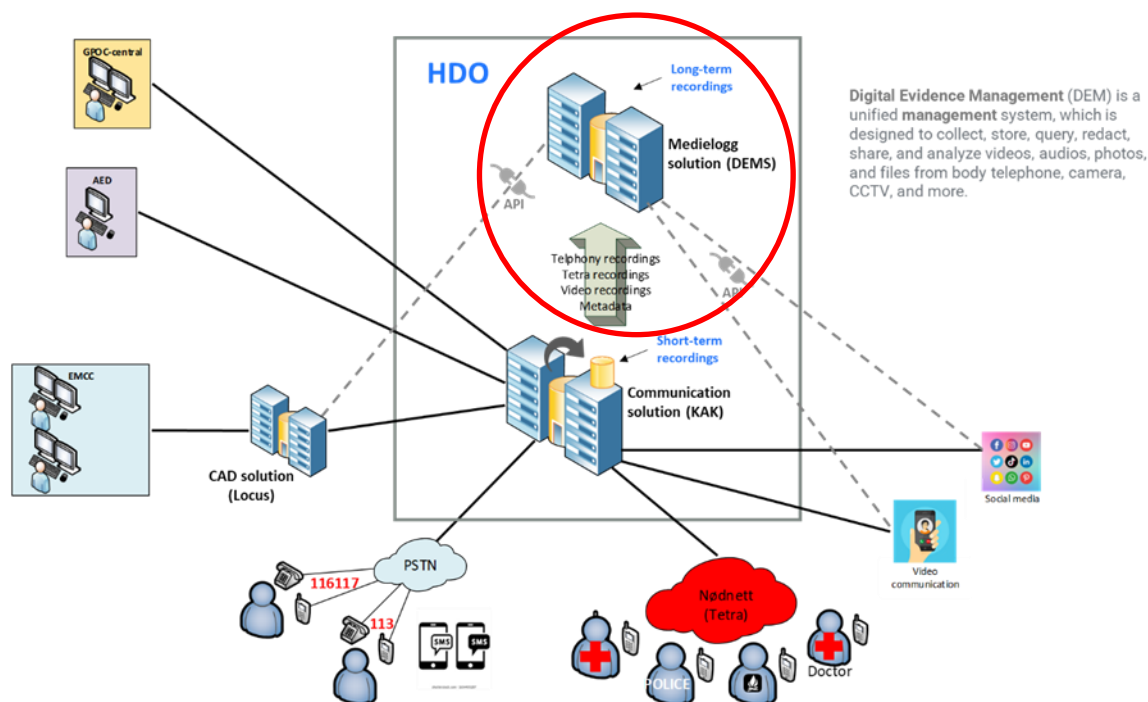 GPOC-central
AED
EMCC
CAD solution
(Locus)
HDO
Long-term
recordings
Medielogg
solution (DEMS)
API
API
Telphony recordings
Tetra recordings
Video recordings
Metadata
Short-term
recordings
Communication
solution (KAK)
Digital Evidence Management (DEM) is a
unified management system, which is
designed to collect, store, query, redact,
share, and analyze videos, audios, photos,
and files from body telephone, camera,
CCTV, and more.
Social media
Video
communication
PSTN
116117
113
SMS
SMS
Nødnett
(Tetra)
POLICE
Doctor